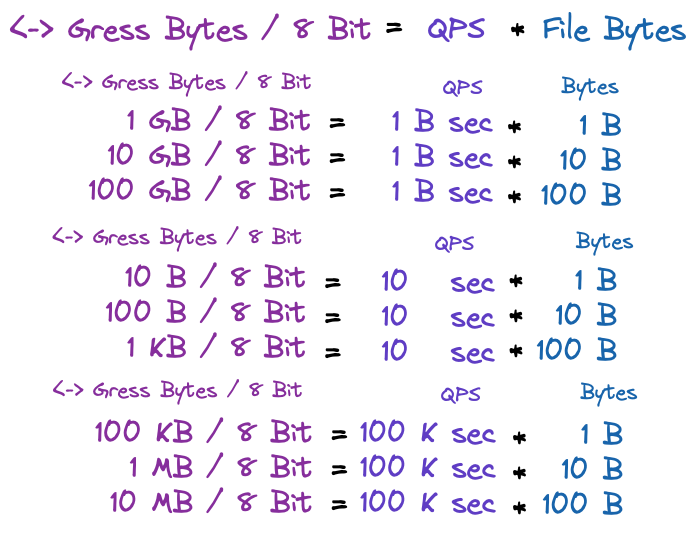 <-> Gress Bytes / 8 Bit = QPS * File Bytes
<-> Gress Bytes / 8 Bit QPS Bytes
1 GB / 8 Bit = 1 B sec * 1 B
10 GB / 8 Bit = 1 B sec * 10 B
100 GB / 8 Bit = 1 B sec * 100 B
<-> Gress Bytes / 8 Bit QPS Bytes
10 B / 8 Bit = 10 sec * 1 B
100 B / 8 Bit = 10 sec * 10 B
1 KB / 8 Bit = 10 sec * 100 B
<-> Gress Bytes / 8 Bit QPS Bytes
100 KB / 8 Bit = 100 K sec * 1 B
1 MB / 8 Bit = 100 K sec * 10 B
10 MB / 8 Bit = 100 K sec * 100 B